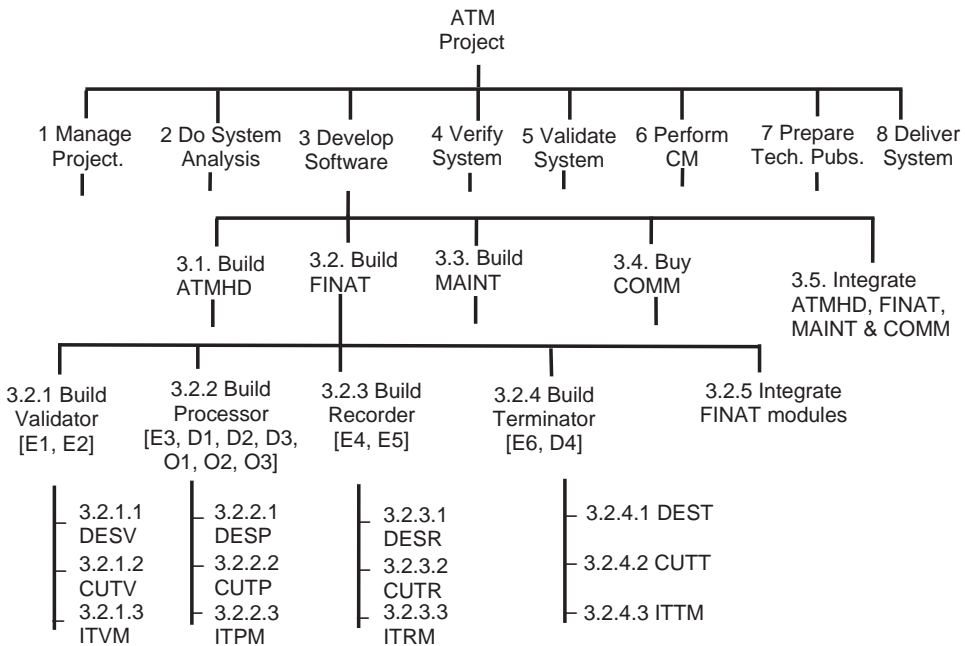 ATM
Project
1 Manage
Project.
2 Do System
Analysis
3 Develop
Software
4 Verify
System
5 Validate
System
6 Perform
CM
7 Prepare
Tech. Pubs.
8 Deliver
System
3.1. Build
ATMHD
3.2. Build
FINAT
3.3. Build
MAINT
3.4. Buy
COMM
3.5. Integrate
ATMHD, FINAT,
MAINT & COMM
3.2.1 Build
Validator
[E1, E2]
3.2.2 Build
Processor
[E3, D1, D2, D3,
O1, O2, O3]
3.2.3 Build
Recorder
[E4, E5]
3.2.4 Build
Terminator
[E6, D4]
3.2.5 Integrate
FINAT modules
3.2.1.1
DESV
3.2.1.2
CUTV
3.2.1.3
ITVM
3.2.2.1
DESP
3.2.2.2
CUTP
3.2.2.3
ITPM
3.2.3.1
DESR
3.2.3.2
CUTR
3.2.3.3
ITRM
3.2.4.1 DEST
3.2.4.2 CUTT
3.2.4.3 ITTM